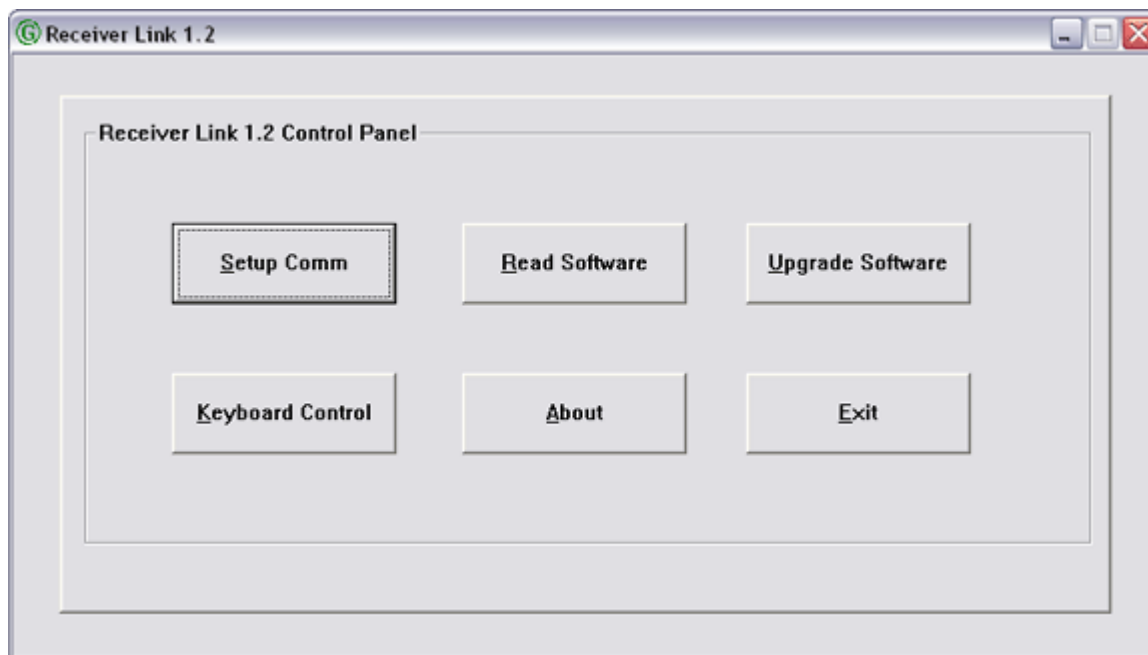 Receiver Link 1.2
Receiver Link 1.2 Control Panel
Setup Comm
Read Software
Upgrade Software
Keyboard Control
About
Exit